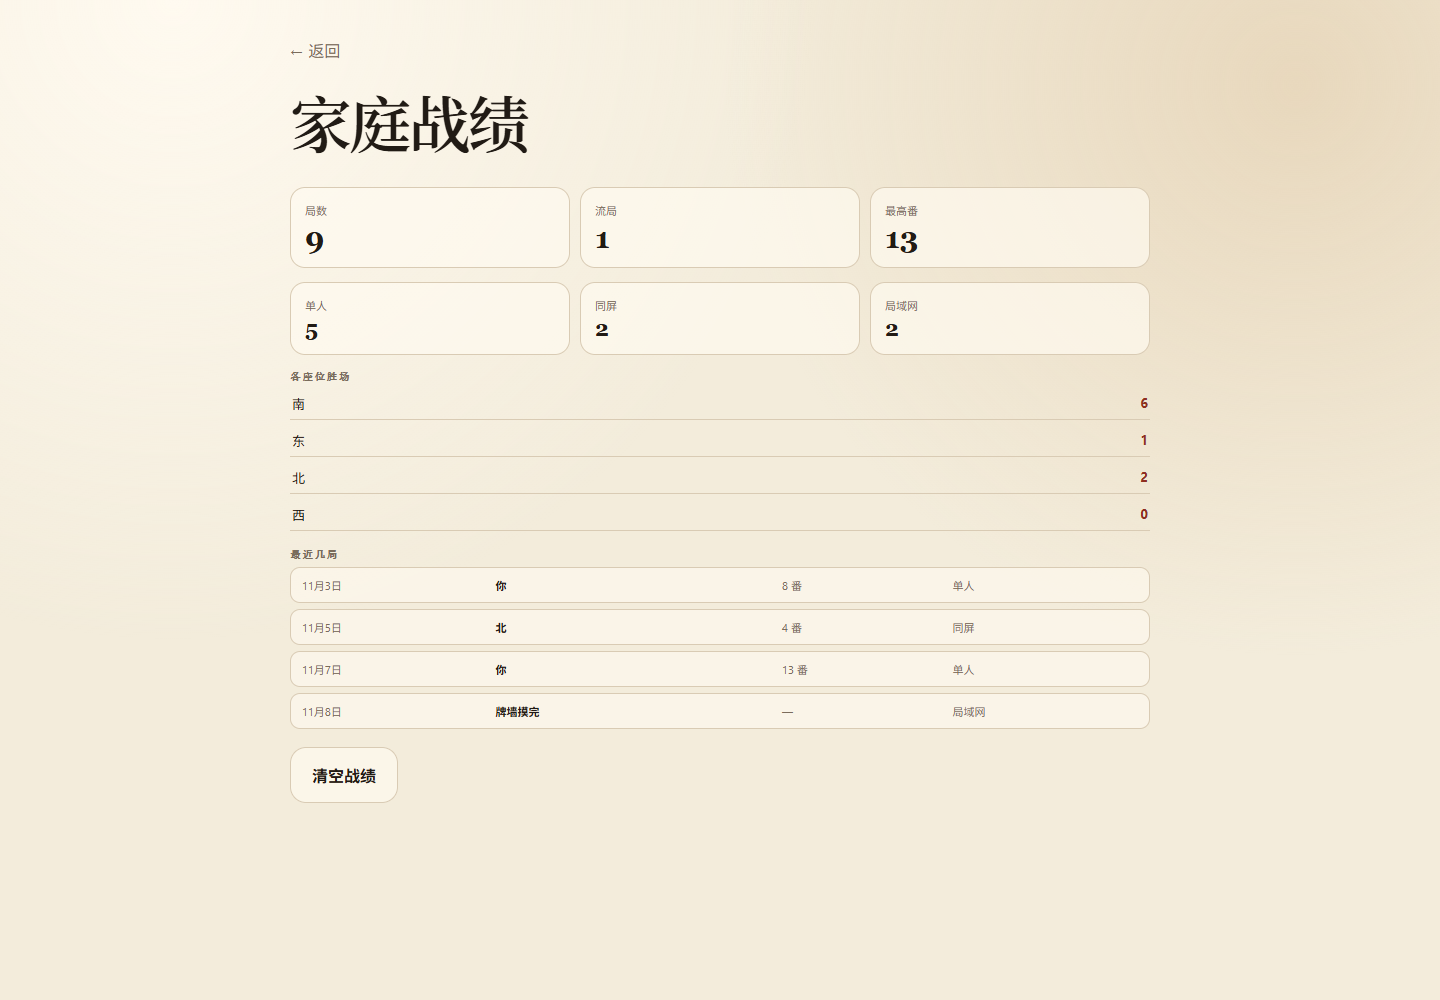 ← 返回
家庭战绩
局数 流局 最高番
9 1 13
单人 同屏 局域网
5 2 2
各座位胜场
南 6
东 1
北 2
西 0
最近几局
11月3日 你 8 番 单人
11月5日 北 4 番 同屏
11月7日 你 13 番 单人
11月8日 牌墙摸完 — 局域网
清空战绩